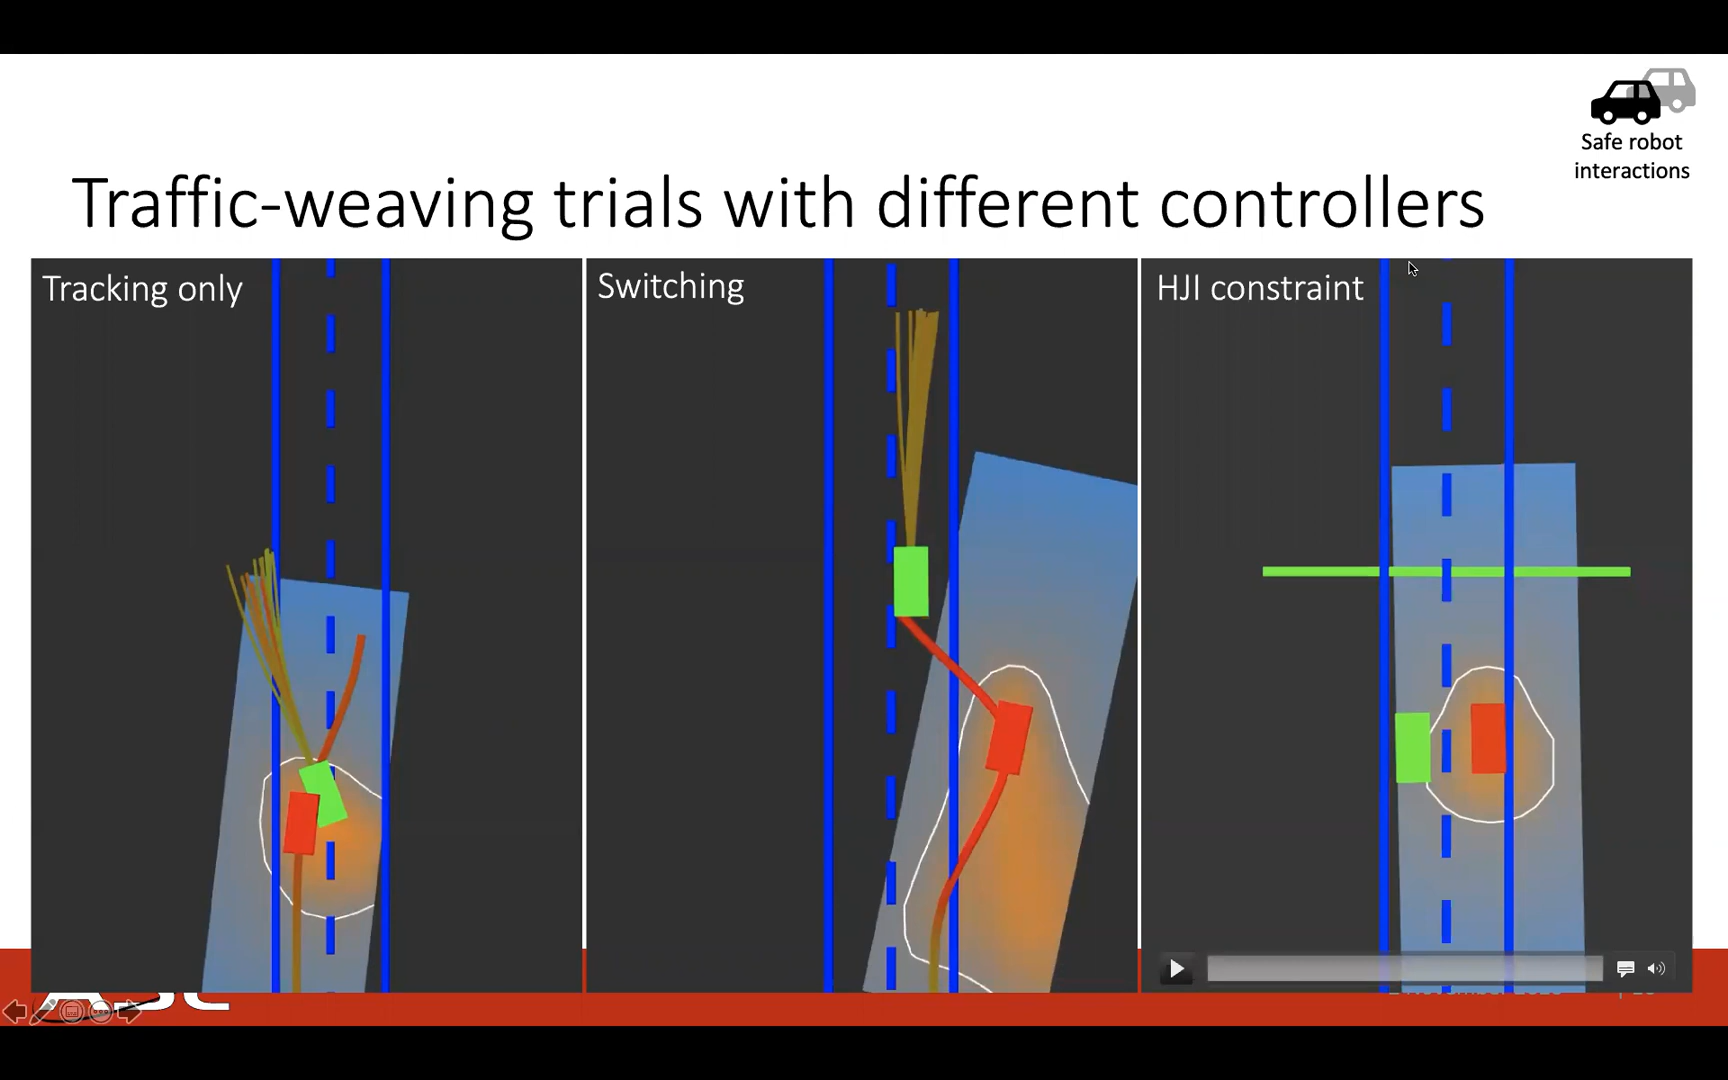 Safe robot
interactions
Traffic-weaving trials with different controllers
Tracking only
Switching
HJI constraint